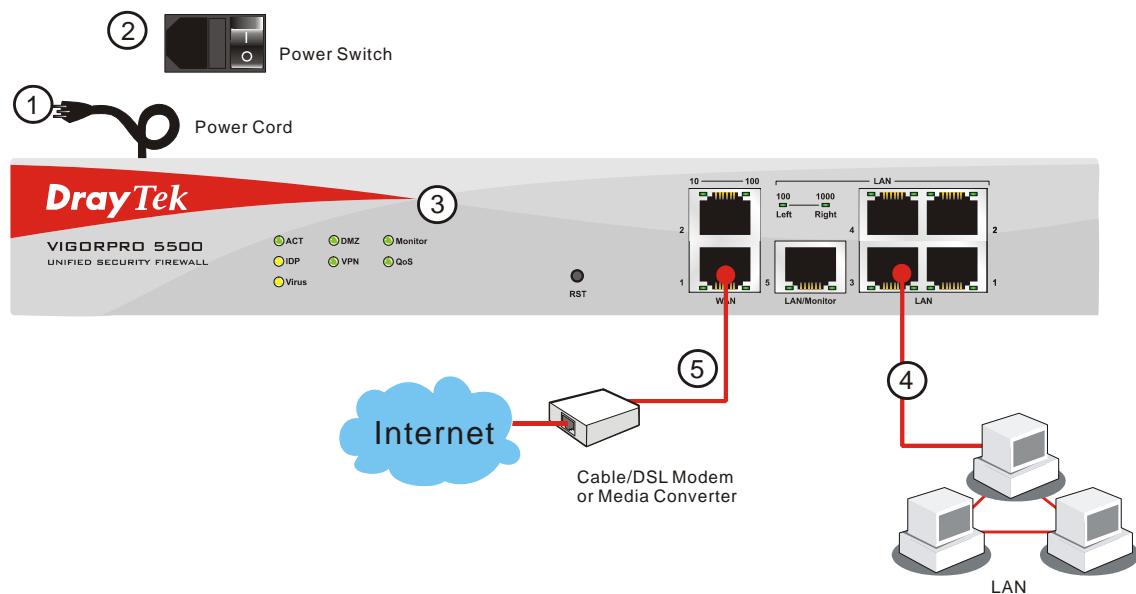 2
I
O
Power Switch
1
Power Cord
DrayTek
3
VIGORPRO 5500
UNIFIED SECURITY FIREWALL
ACT DMZ Monitor
IDP VPN QoS
Virus
RST
10 100
2
1
WAN
LAN
100 1000
Left Right
5
LAN/Monitor
4
2
3
1
LAN
5
4
Internet
Cable/DSL Modem
or Media Converter
LAN